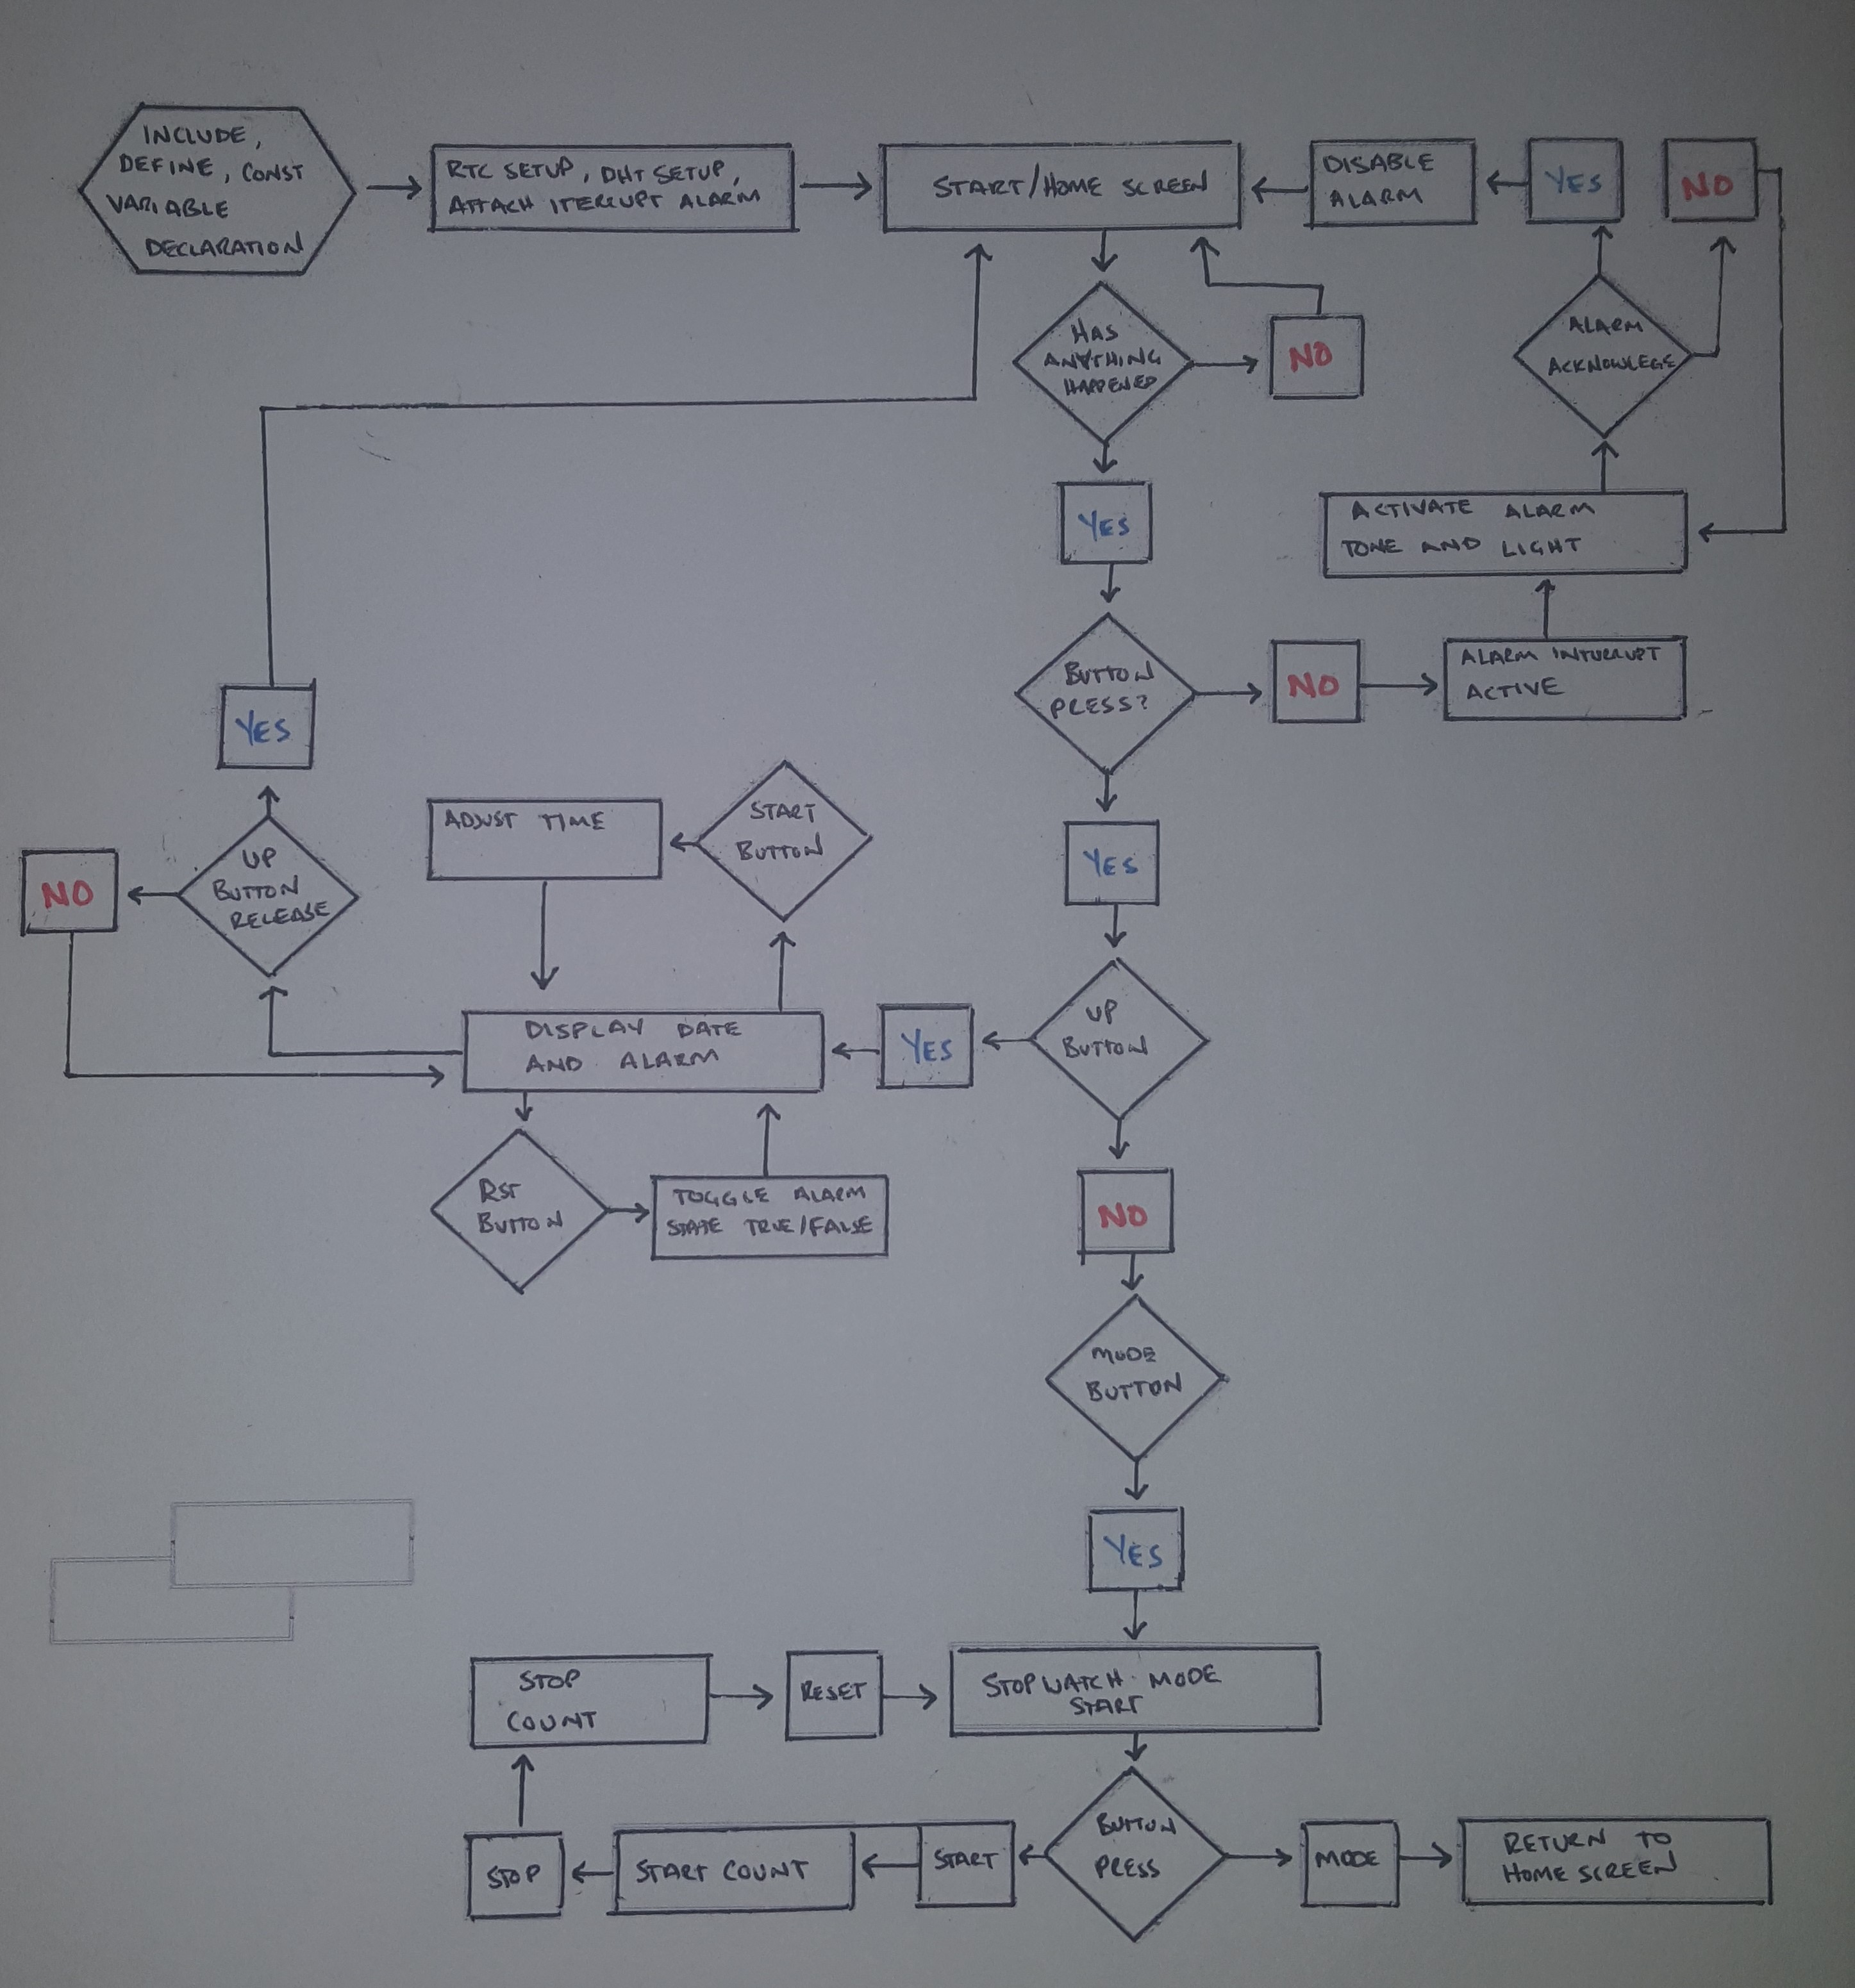 INCLUDE,
DEFINE, CONST
VARIABLE
DECLARATION
RTC SETUP, DHT SETUP,
ATTACH ITERRUPT ALARM
START/HOME SCREEN
DISABLE
ALARM
YES
NO
HAS
ANYTHING
HAPPENED
NO
ALARM
ACKNOWLEGE
YES
ACTIVATE ALARM
TONE AND LIGHT
BUTTON
PRESS?
NO
ALARM INTURRUPT
ACTIVE
YES
YES
NO
UP
BUTTON
RELEASE
ADJUST TIME
START
BUTTON
UP
BUTTON
YES
DISPLAY DATE
AND ALARM
RST
BUTTON
TOGGLE ALARM
STATE TRUE/FALSE
NO
MODE
BUTTON
YES
STOP
COUNT
RESET
STOPWATCH MODE
START
STOP
START COUNT
START
BUTTON
PRESS
MODE
RETURN TO
HOME SCREEN